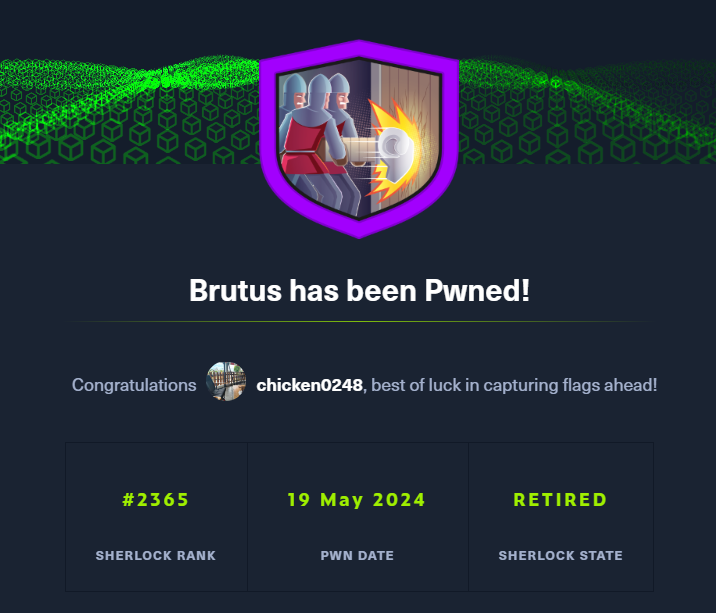 Brutus has been Pwned!
Congratulations chicken0248, best of luck in capturing flags ahead!
#2365 19 May 2024 RETIRED
SHERLOCK RANK PWN DATE SHERLOCK STATE